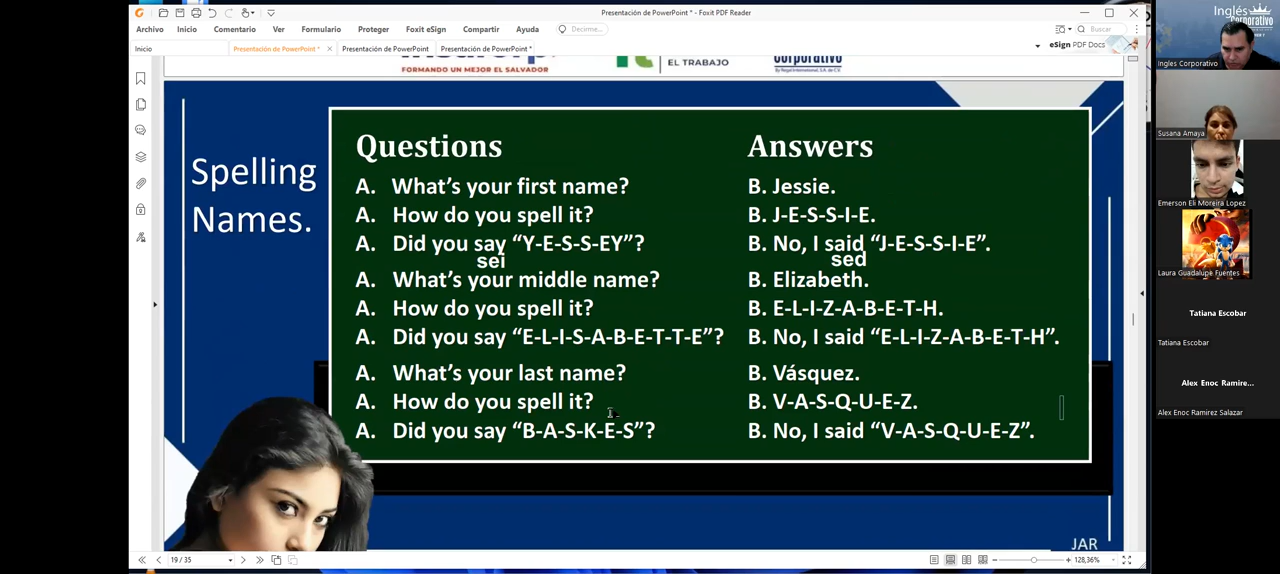 Presentación de PowerPoint * - Foxit PDF Reader
Archivo Inicio Comentario Ver Formulario Proteger Foxit eSign Compartir Ayuda Decirme... Buscar
Inicio Presentación de PowerPoint * Presentación de PowerPoint Presentación de PowerPoint * eSign PDF Docs
FORMANDO UN MEJOR EL SALVADOR
EL TRABAJO
Spelling
Names.
Questions
A. What's your first name?
A. How do you spell it?
A. Did you say “Y-E-S-S-EY”?
sei
A. What's your middle name?
A. How do you spell it?
A. Did you say “E-L-I-S-A-B-E-T-T-E”?
A. What's your last name?
A. How do you spell it?
A. Did you say “B-A-S-K-E-S”?
Answers
B. Jessie.
B. J-E-S-S-I-E.
B. No, I said “J-E-S-S-I-E”.
sed
B. Elizabeth.
B. E-L-I-Z-A-B-E-T-H.
B. No, I said “E-L-I-Z-A-B-E-T-H”.
B. Vásquez.
B. V-A-S-Q-U-E-Z.
B. No, I said “V-A-S-Q-U-E-Z”.
JAR
19 / 35
128,36%
Inglés
Corporativo
Ingles Corporativo
Susana Amaya
Emerson Eli Moreira Lopez
Laura Guadalupe Fuentes
Tatiana Escobar
Tatiana Escobar
Alex Enoc Ramire...
Alex Enoc Ramirez Salazar